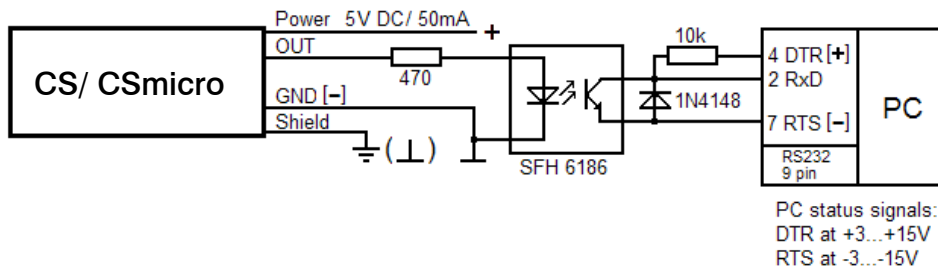 Power 5V DC/ 50mA
+
OUT
10k
4 DTR [+]
CS/ CSmicro
470
2 RxD
PC
1N4148
GND [−]
7 RTS [−]
Shield
(⊥)
SFH 6186
RS232
9 pin
PC status signals:
DTR at +3...+15V
RTS at -3...-15V